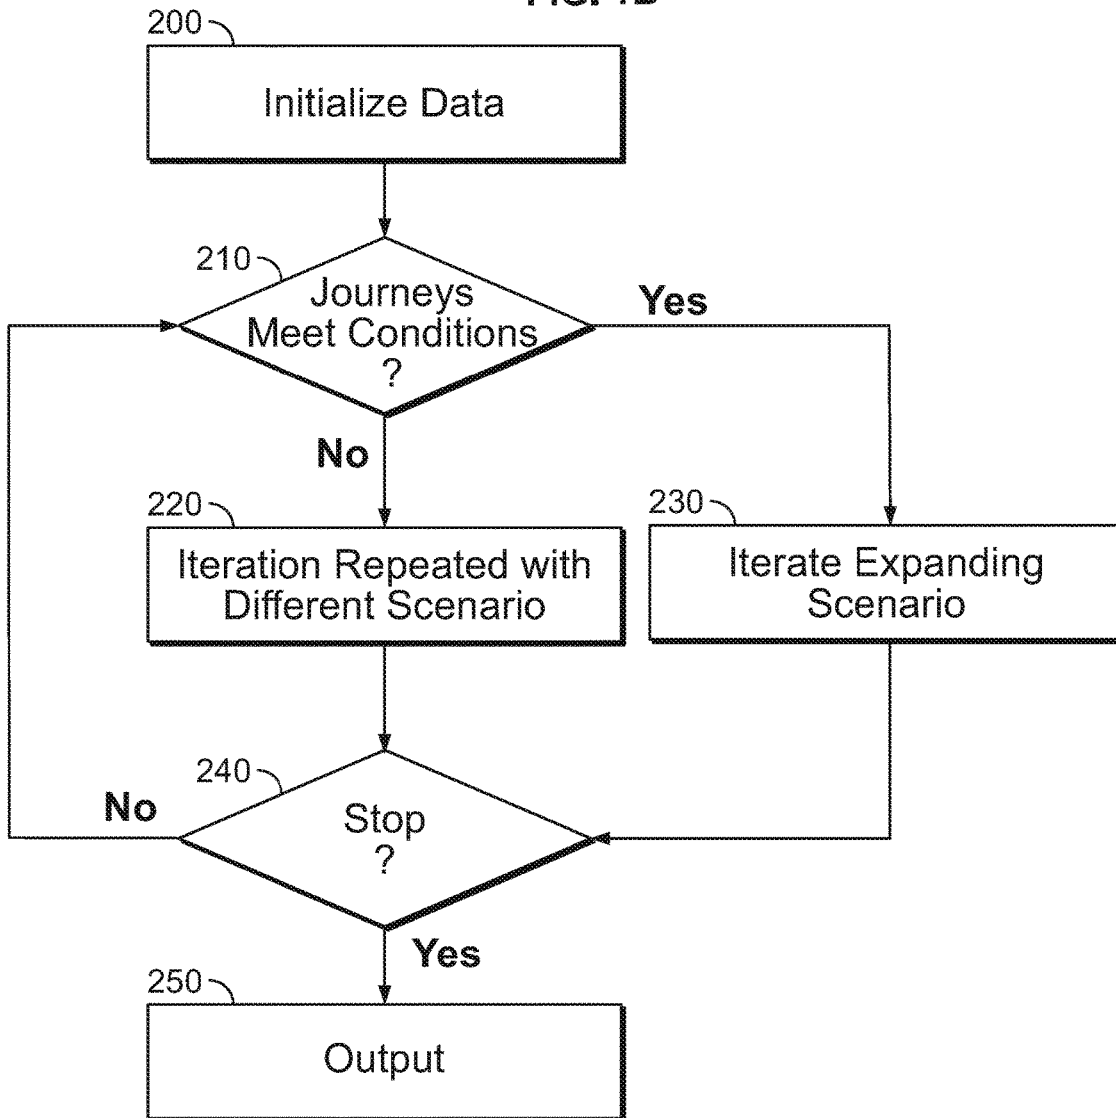 200
Initialize Data
210
Journeys
Meet Conditions
?
Yes
No
220
Iteration Repeated with
Different Scenario
230
Iterate Expanding
Scenario
240
No
Stop
?
Yes
250
Output